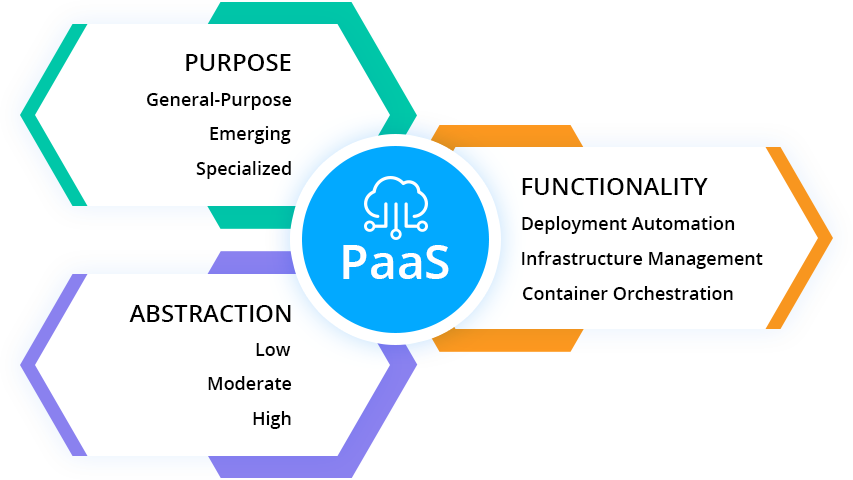 PURPOSE
General-Purpose
Emerging
Specialized
PaaS
FUNCTIONALITY
Deployment Automation
Infrastructure Management
Container Orchestration
ABSTRACTION
Low
Moderate
High